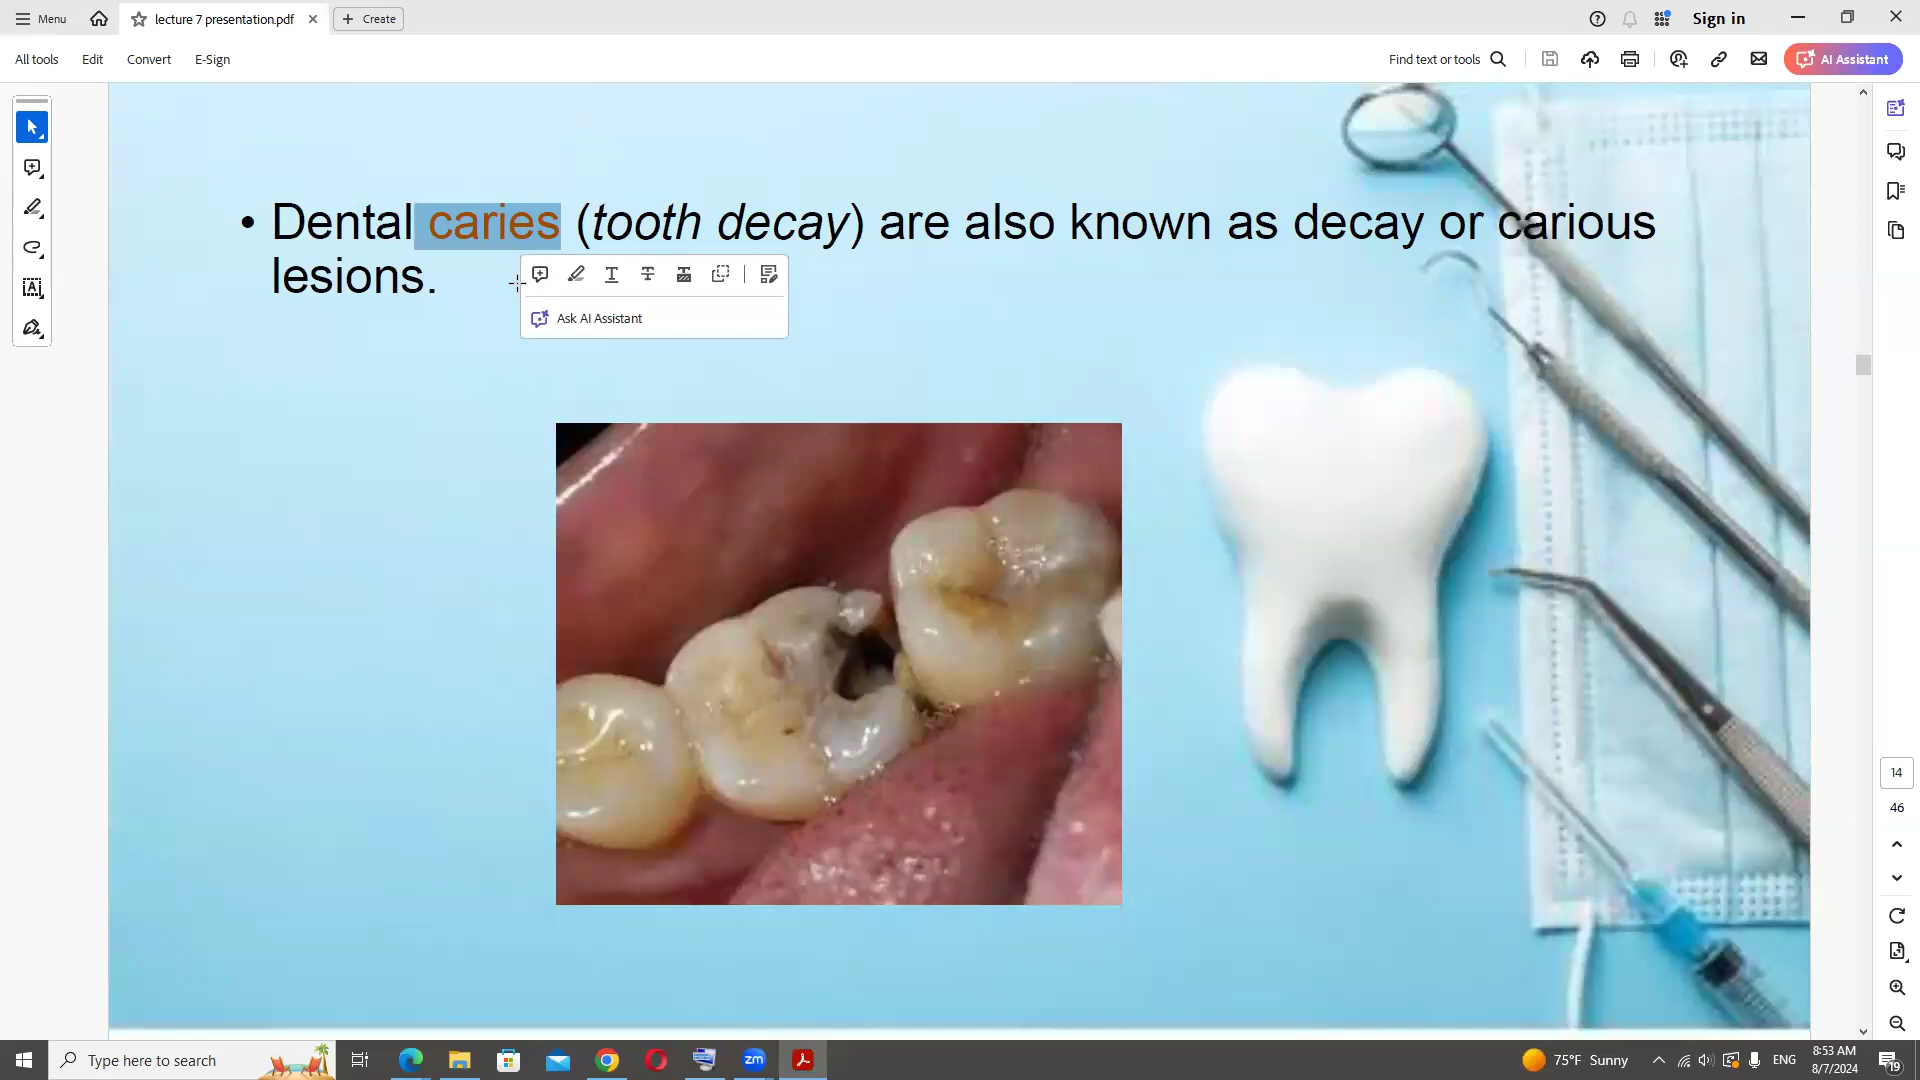 Menu
lecture 7 presentation.pdf
Create
Sign in
All tools
Edit
Convert
E-Sign
Find text or tools
AI Assistant
• Dental caries (tooth decay) are also known as decay or carious
lesions.
Ask AI Assistant
14
46
Type here to search
zm
75°F Sunny
ENG
8:53 AM
8/7/2024
19